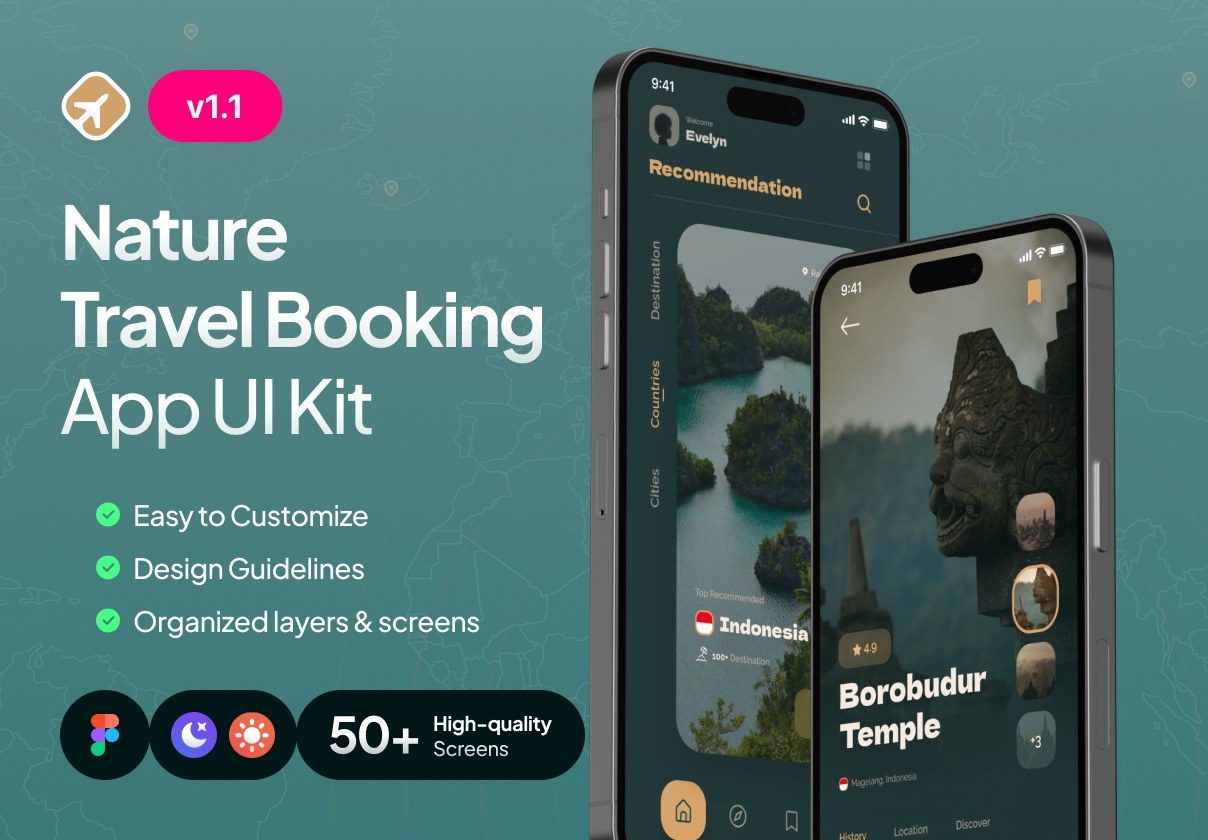 v1.1
Nature
Travel Booking
App UI Kit
Easy to Customize
Design Guidelines
Organized layers & screens
50+
High-quality
Screens
9:41
Welcome
Evelyn
Recommendation
Destination
Countries
Cities
Top Recommended
Indonesia
100+ Destination
9:41
4.9
Borobudur
Temple
+3
Magelang, Indonesia
History
Location
Discover